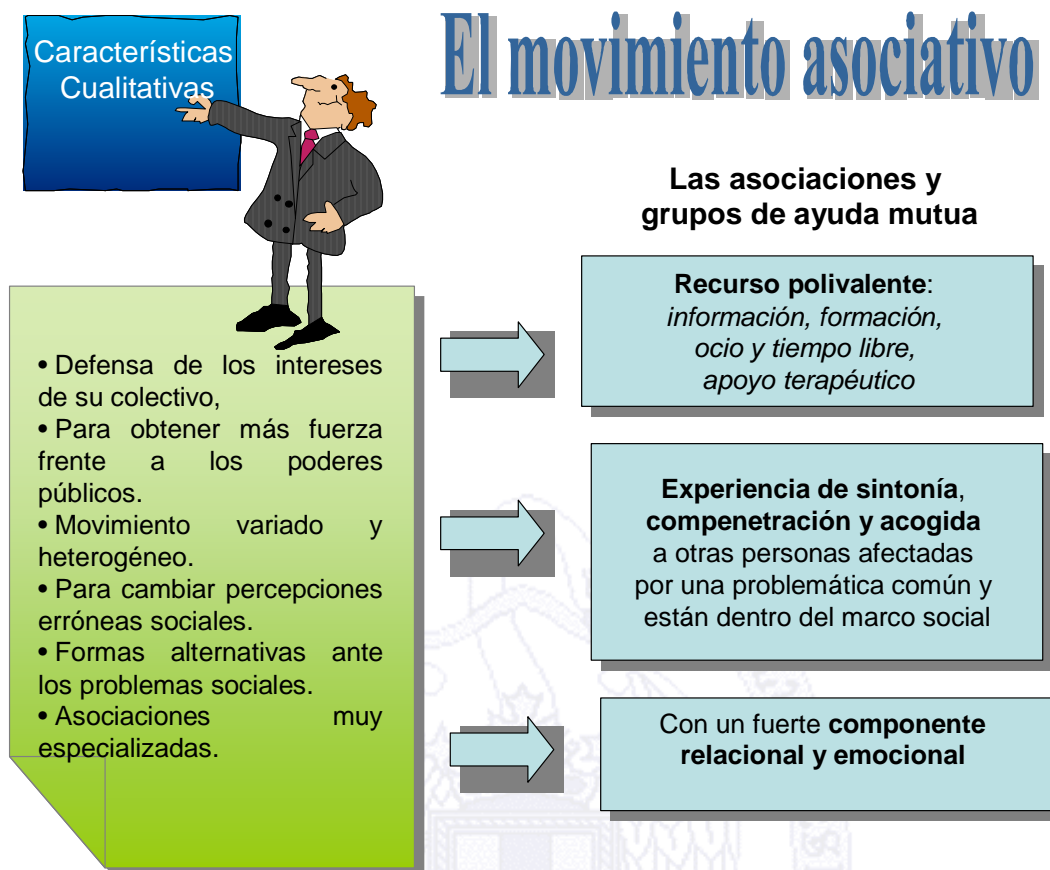 Características
Cualitativas
El movimiento asociativo
Las asociaciones y
grupos de ayuda mutua
• Defensa de los intereses
de su colectivo,
• Para obtener más fuerza
frente a los poderes
públicos.
• Movimiento variado y
heterogéneo.
• Para cambiar percepciones
erróneas sociales.
• Formas alternativas ante
los problemas sociales.
• Asociaciones muy
especializadas.
Recurso polivalente:
información, formación,
ocio y tiempo libre,
apoyo terapéutico
Experiencia de sintonía,
compenetración y acogida
a otras personas afectadas
por una problemática común y
están dentro del marco social
Con un fuerte componente
relacional y emocional